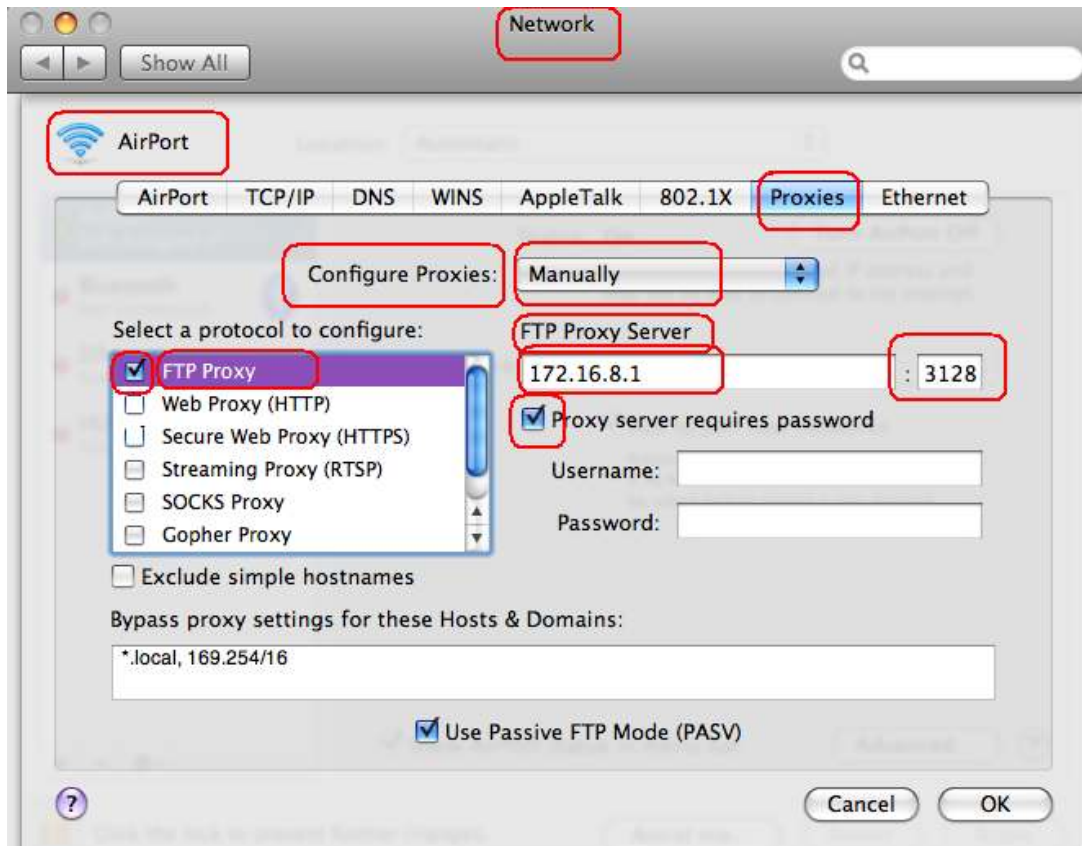 Network
Show All
AirPort
AirPort TCP/IP DNS WINS AppleTalk 802.1X Proxies Ethernet
Configure Proxies: Manually
Select a protocol to configure:
FTP Proxy
Web Proxy (HTTP)
Secure Web Proxy (HTTPS)
Streaming Proxy (RTSP)
SOCKS Proxy
Gopher Proxy
FTP Proxy Server
172.16.8.1 : 3128
Proxy server requires password
Username:
Password:
Exclude simple hostnames
Bypass proxy settings for these Hosts & Domains:
*.local, 169.254/16
Use Passive FTP Mode (PASV)
? Cancel OK